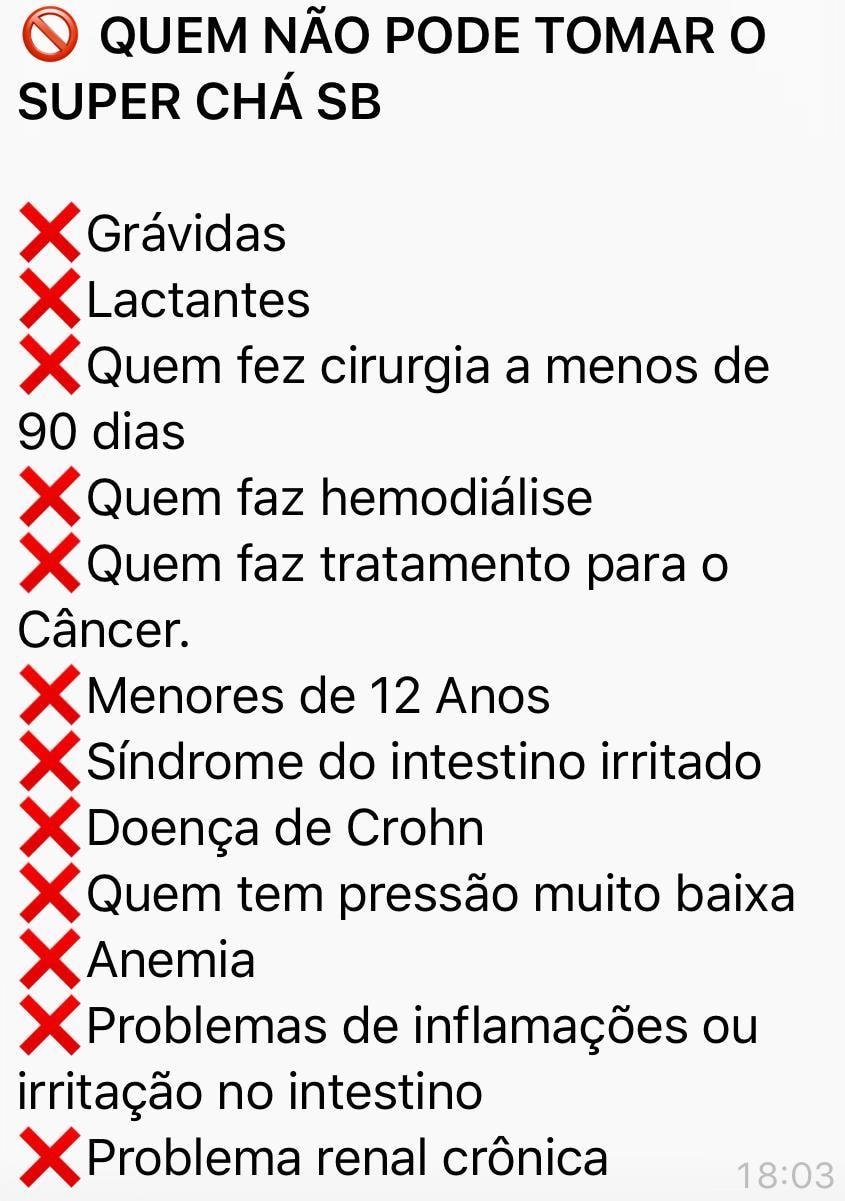 🚫 QUEM NÃO PODE TOMAR O
SUPER CHÁ SB
❌Grávidas
❌Lactantes
❌Quem fez cirurgia a menos de
90 dias
❌Quem faz hemodiálise
❌Quem faz tratamento para o
Câncer.
❌Menores de 12 Anos
❌Síndrome do intestino irritado
❌Doença de Crohn
❌Quem tem pressão muito baixa
❌Anemia
❌Problemas de inflamações ou
irritação no intestino
❌Problema renal crônica
18:03